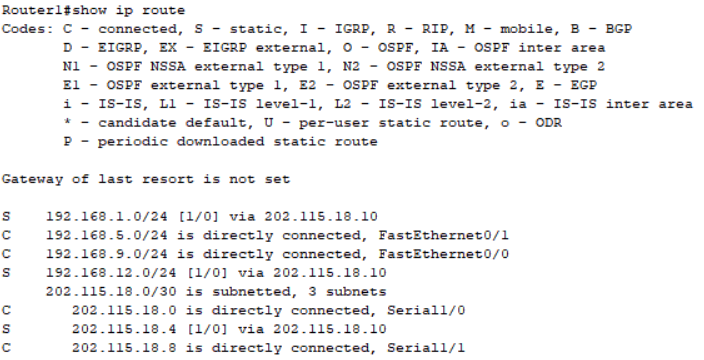 Router1#show ip route
Codes: C - connected, S - static, I - IGRP, R - RIP, M - mobile, B - BGP
       D - EIGRP, EX - EIGRP external, O - OSPF, IA - OSPF inter area
       N1 - OSPF NSSA external type 1, N2 - OSPF NSSA external type 2
       E1 - OSPF external type 1, E2 - OSPF external type 2, E - EGP
       i - IS-IS, L1 - IS-IS level-1, L2 - IS-IS level-2, ia - IS-IS inter area
       * - candidate default, U - per-user static route, o - ODR
       P - periodic downloaded static route

Gateway of last resort is not set

S    192.168.1.0/24 [1/0] via 202.115.18.10
C    192.168.5.0/24 is directly connected, FastEthernet0/1
C    192.168.9.0/24 is directly connected, FastEthernet0/0
S    192.168.12.0/24 [1/0] via 202.115.18.10
     202.115.18.0/30 is subnetted, 3 subnets
C       202.115.18.0 is directly connected, Serial1/0
S       202.115.18.4 [1/0] via 202.115.18.10
C       202.115.18.8 is directly connected, Serial1/1